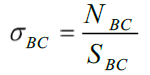 σ_BC = N_BC / S_BC